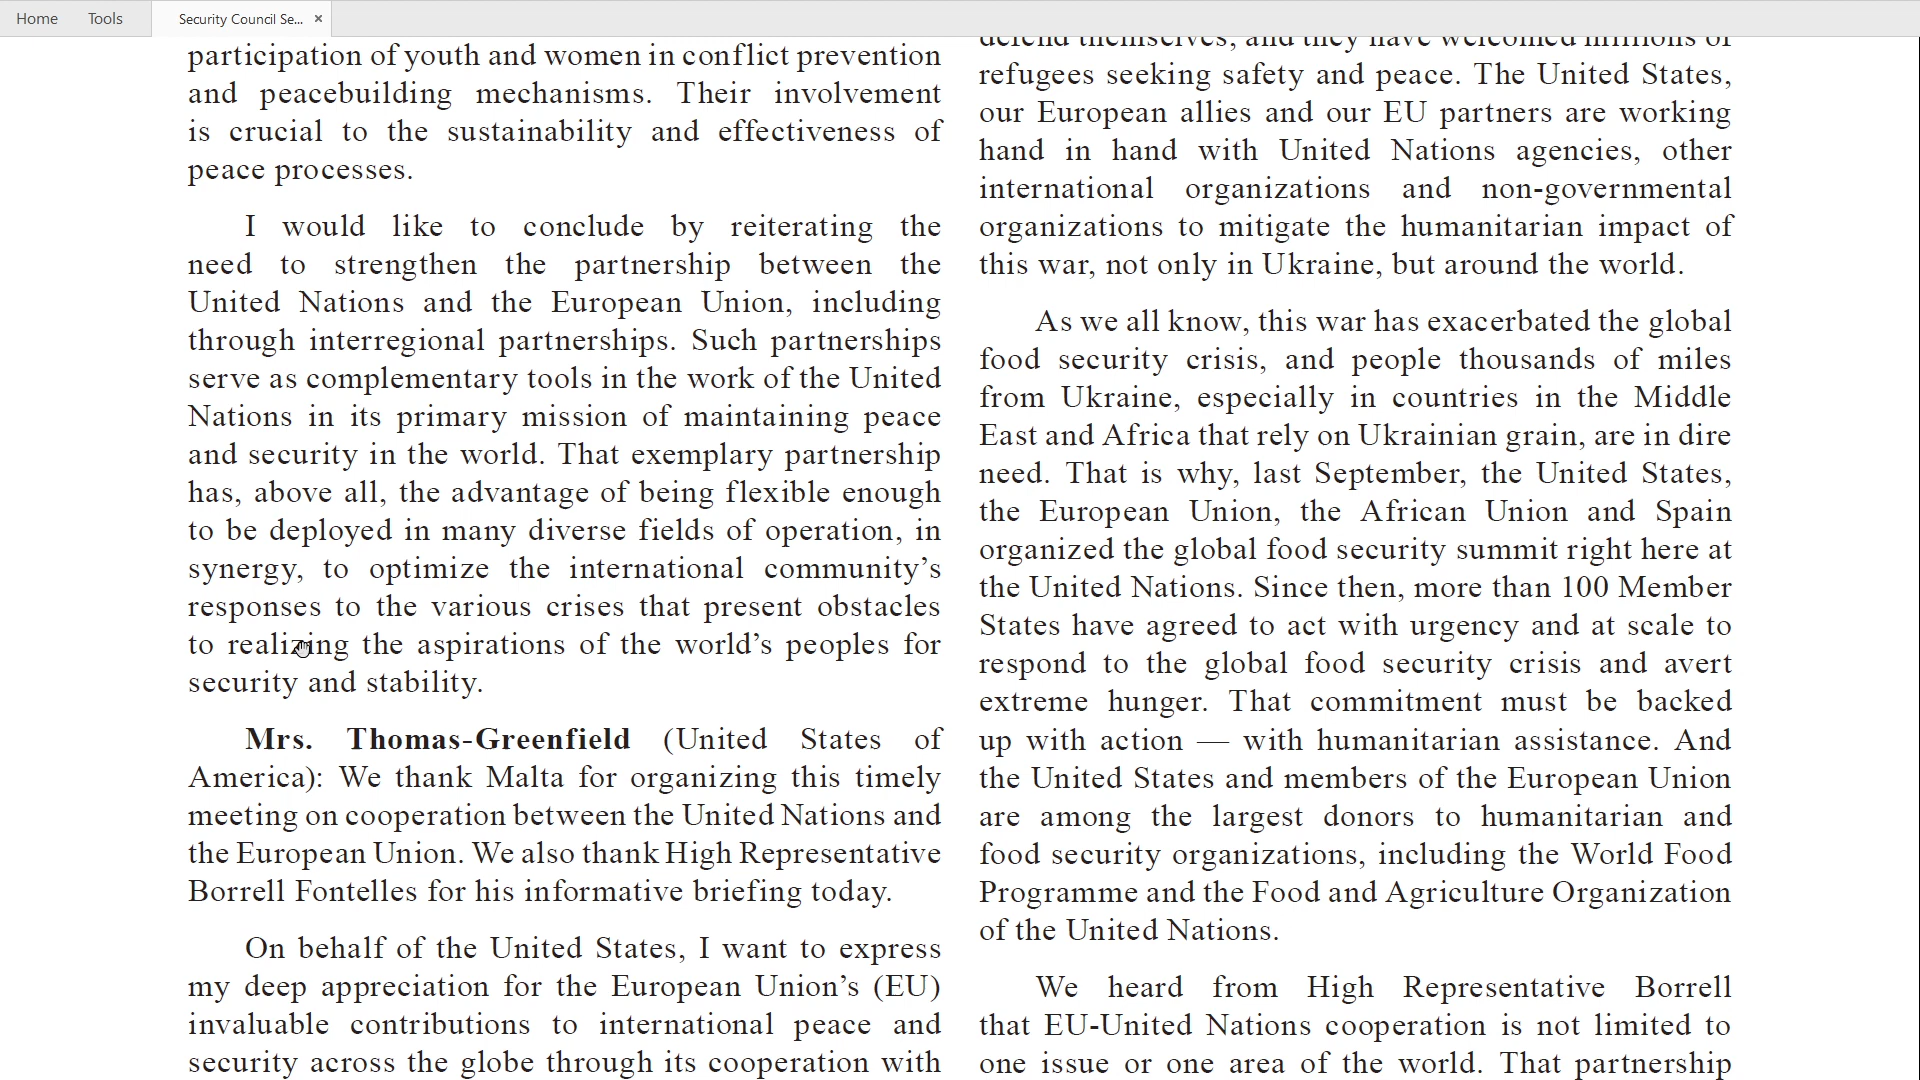 Home
Tools
Security Council Se...
participation of youth and women in conflict prevention
and peacebuilding mechanisms. Their involvement
is crucial to the sustainability and effectiveness of
peace processes.
I would like to conclude by reiterating the
need to strengthen the partnership between the
United Nations and the European Union, including
through interregional partnerships. Such partnerships
serve as complementary tools in the work of the United
Nations in its primary mission of maintaining peace
and security in the world. That exemplary partnership
has, above all, the advantage of being flexible enough
to be deployed in many diverse fields of operation, in
synergy, to optimize the international community’s
responses to the various crises that present obstacles
to realizing the aspirations of the world’s peoples for
security and stability.
Mrs. Thomas-Greenfield (United States of
America): We thank Malta for organizing this timely
meeting on cooperation between the United Nations and
the European Union. We also thank High Representative
Borrell Fontelles for his informative briefing today.
On behalf of the United States, I want to express
my deep appreciation for the European Union’s (EU)
invaluable contributions to international peace and
security across the globe through its cooperation with
defend themselves, and they have welcomed millions of
refugees seeking safety and peace. The United States,
our European allies and our EU partners are working
hand in hand with United Nations agencies, other
international organizations and non-governmental
organizations to mitigate the humanitarian impact of
this war, not only in Ukraine, but around the world.
As we all know, this war has exacerbated the global
food security crisis, and people thousands of miles
from Ukraine, especially in countries in the Middle
East and Africa that rely on Ukrainian grain, are in dire
need. That is why, last September, the United States,
the European Union, the African Union and Spain
organized the global food security summit right here at
the United Nations. Since then, more than 100 Member
States have agreed to act with urgency and at scale to
respond to the global food security crisis and avert
extreme hunger. That commitment must be backed
up with action — with humanitarian assistance. And
the United States and members of the European Union
are among the largest donors to humanitarian and
food security organizations, including the World Food
Programme and the Food and Agriculture Organization
of the United Nations.
We heard from High Representative Borrell
that EU-United Nations cooperation is not limited to
one issue or one area of the world. That partnership